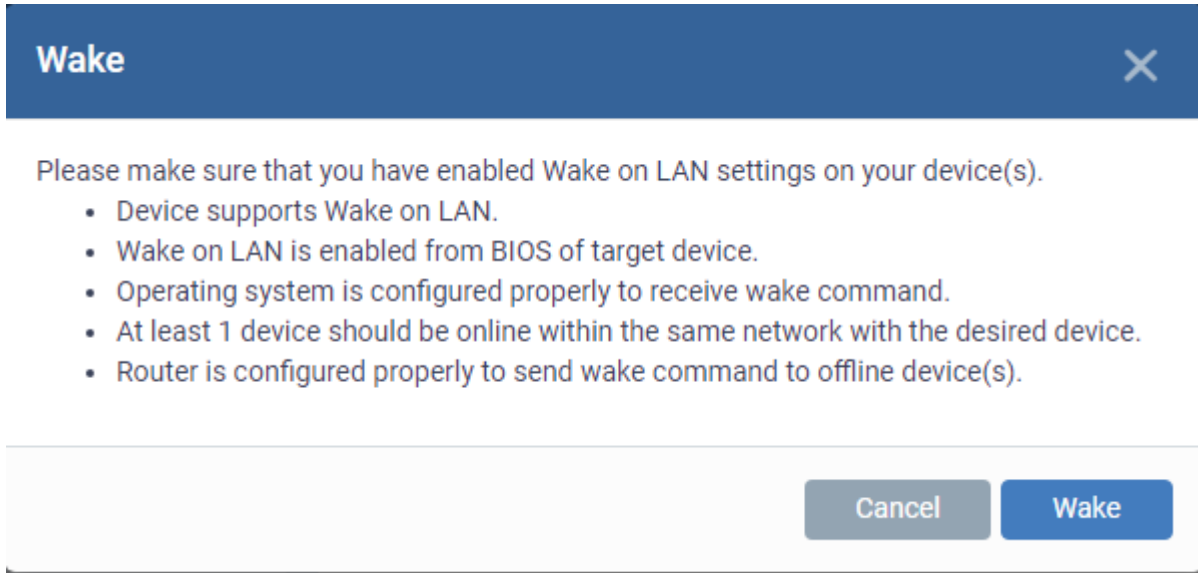 Wake
Please make sure that you have enabled Wake on LAN settings on your device(s).
• Device supports Wake on LAN.
• Wake on LAN is enabled from BIOS of target device.
• Operating system is configured properly to receive wake command.
• At least 1 device should be online within the same network with the desired device.
• Router is configured properly to send wake command to offline device(s).
Cancel Wake